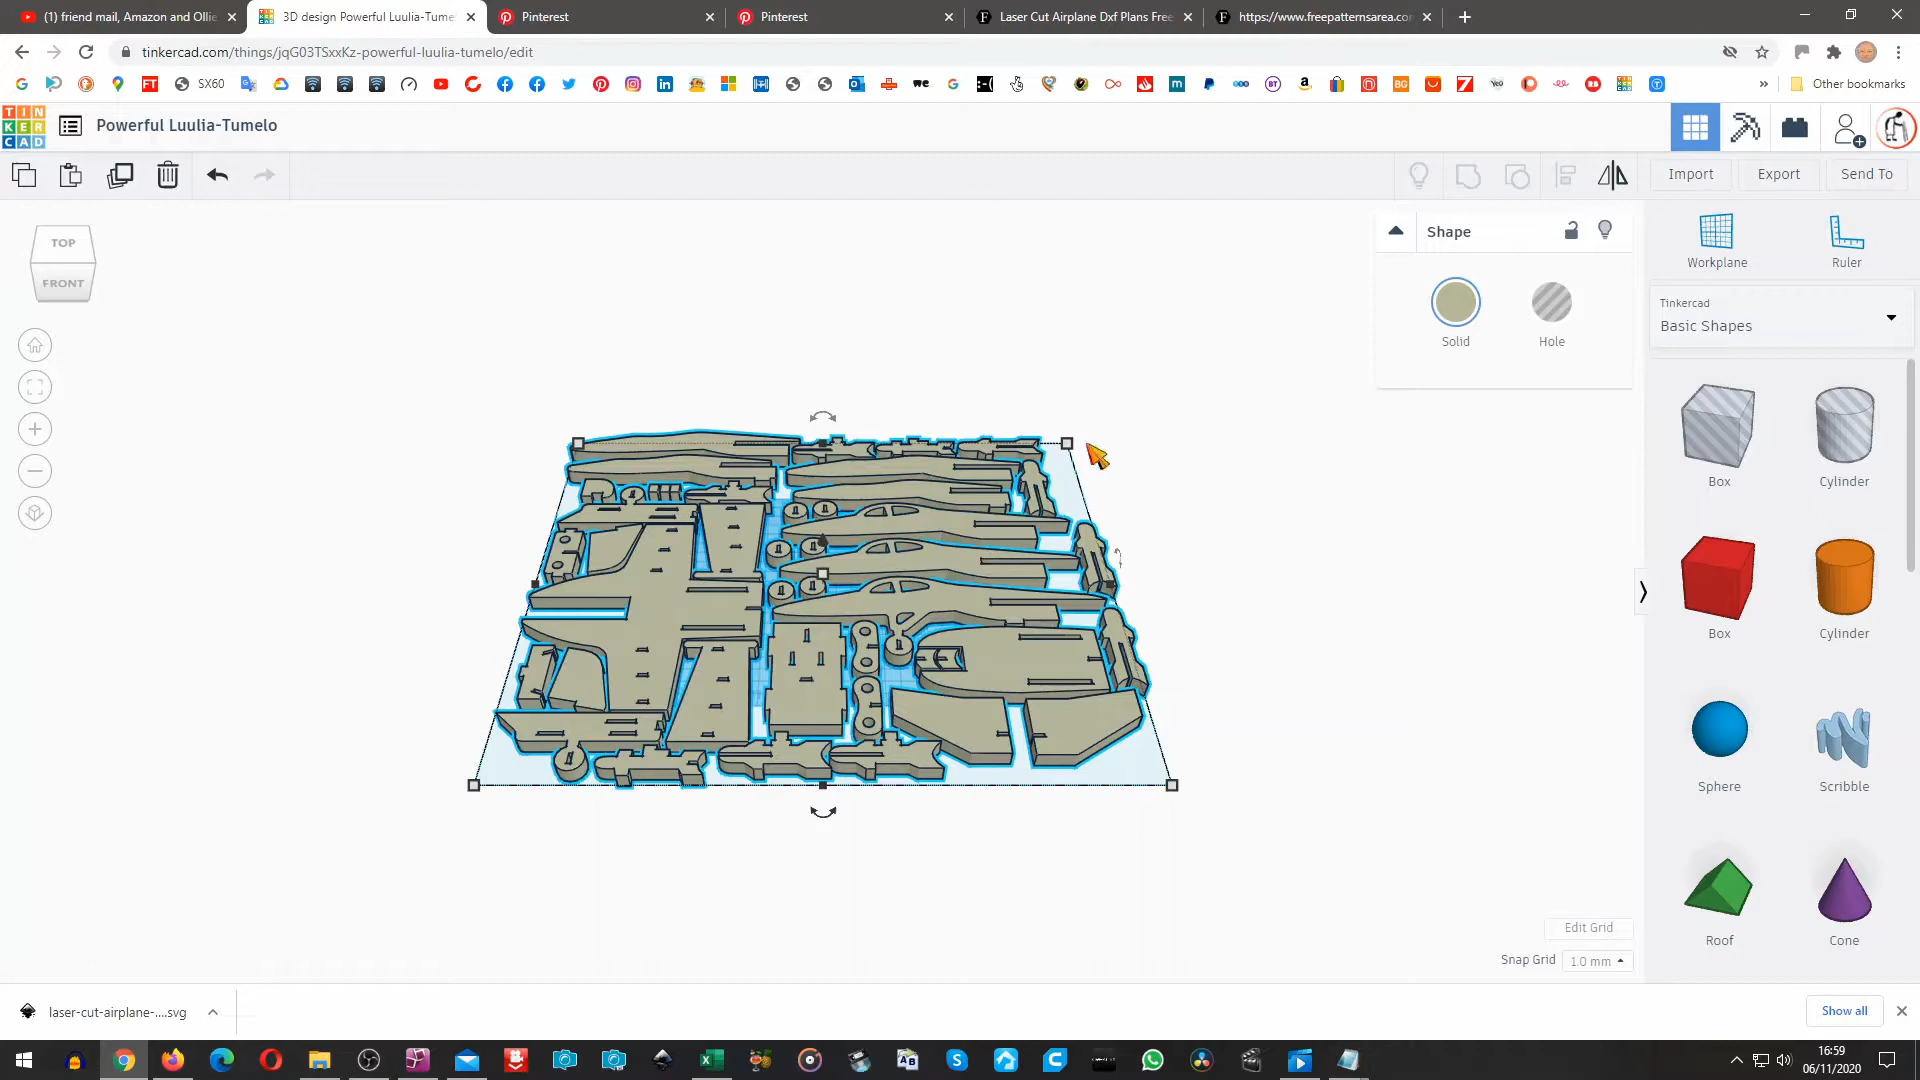 (1) friend mail, Amazon and Ollie
3D design Powerful Luulia-Tume
Pinterest
Pinterest
Laser Cut Airplane Dxf Plans Free
https://www.freepatternsarea.co
tinkercad.com/things/jqG03TSxxKz-powerful-luulia-tumelo/edit
SX60
Other bookmarks
TIN
KER
CAD
Powerful Luulia-Tumelo
Import
Export
Send To
TOP
FRONT
Shape
Solid
Hole
Workplane
Ruler
Tinkercad
Basic Shapes
Box
Cylinder
Box
Cylinder
Sphere
Scribble
Roof
Cone
Edit Grid
Snap Grid
1.0 mm
laser-cut-airplane-....svg
Show all
16:59
06/11/2020